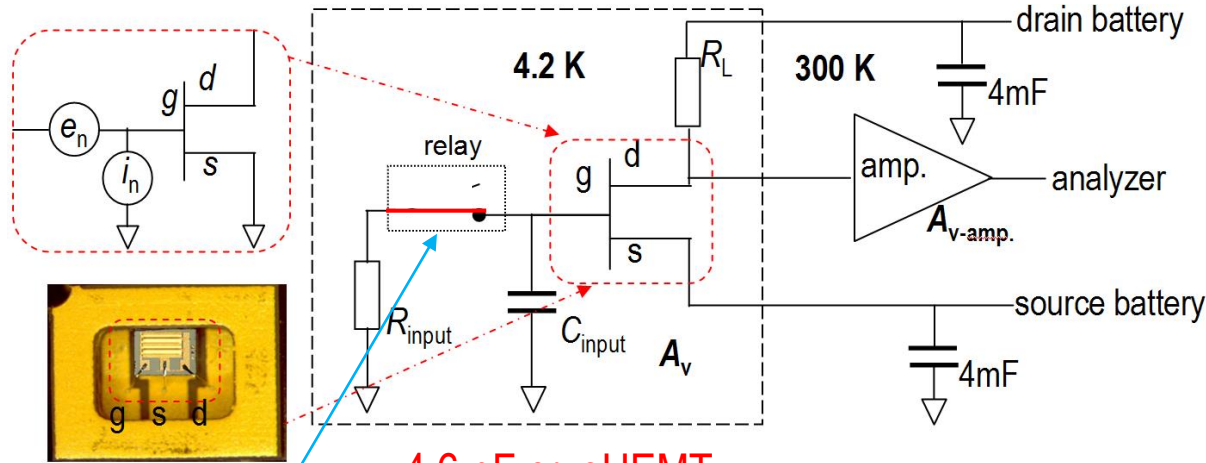 drain battery
4.2 K
R_L
300 K
4mF
d
g
e_n
i_n
s
relay
d
g
s
amp.
analyzer
A_v-amp.
R_input
C_input
A_v
source battery
4mF
g s d